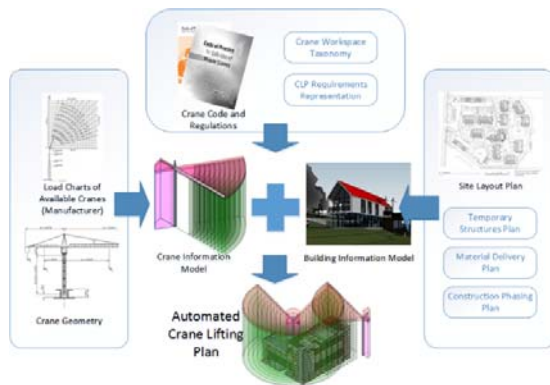 Crane Workspace
Taxonomy
CLP Requirements
Representation
Crane Code and
Regulations
Load Charts of
Available Cranes
(Manufacturer)
Crane Geometry
Crane Information
Model
Building Information Model
Site Layout Plan
Temporary
Structures Plan
Material Delivery
Plan
Construction Phasing
Plan
Automated
Crane Lifting
Plan